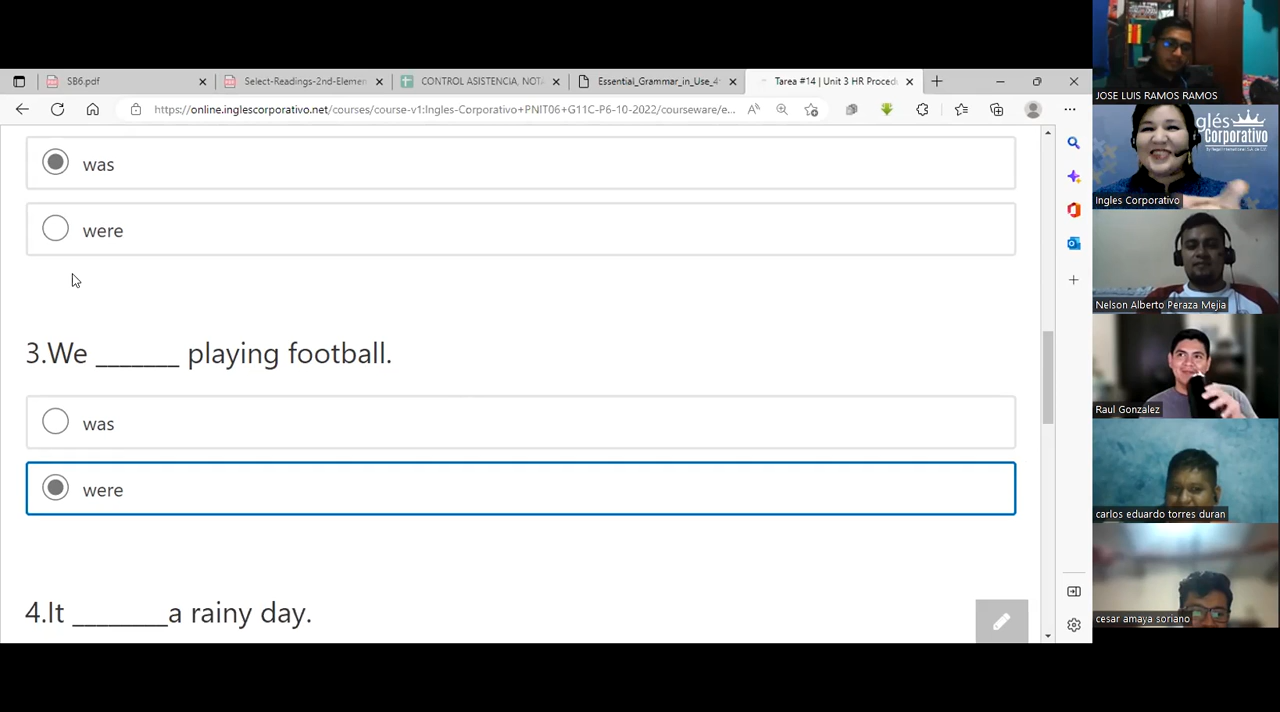 SB6.pdf
Select-Readings-2nd-Elemen
CONTROL ASISTENCIA, NOTA
Essential_Grammar_in_Use_4
Tarea #14 | Unit 3 HR Proced
https://online.inglescorporativo.net/courses/course-v1:Ingles-Corporativo+PNIT06+G11C-P6-10-2022/courseware/e...
was
were
3.We _______ playing football.
was
were
4.It ________a rainy day.
JOSE LUIS RAMOS RAMOS
glés
Corporativo
Ingles Corporativo
Nelson Alberto Peraza Mejia
Raul Gonzalez
carlos eduardo torres duran
cesar amaya soriano